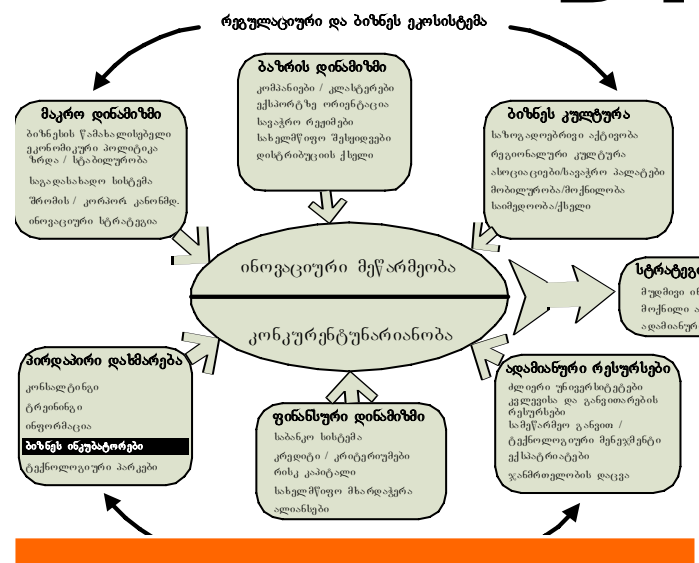 რეგულაციური და ბიზნეს ეკოსისტემა
ბაზრის დინამიზმი
კომპანიები / კლასტერები
ექსპორტზე ორიენტაცია
სავაჭრო რეჟიმები
სახელმწიფო შესყიდვები
დისტრიბუციის ქსელი
მაკრო დინამიზმი
ბიზნესის წამახალისებელი
ეკონომიკური პოლიტიკა
ზრდა / სტაბილურობა
საგადასახადო სისტემა
შრომის / კორპორ კანონმდ.
ინოვაციური სტრატეგია
ბიზნეს კულტურა
საზოგადოებრივი აქტივობა
რეგიონალური კულტურა
ასოციაციები/სავაჭრო პალატები
მობილურობა/მოქნილობა
საიმედოობა/ქსელი
ინოვაციური მეწარმეობა
კონკურენტუნარიანობა
სტრატეგ
მუდმივი ინ
მოქნილი ა
ადამიანურ
პირდაპირი დახმარება
კონსალტინგი
ტრეინინგი
ინფორმაცია
ბიზნეს ინკუბატორები
ტექნოლოგიური პარკები
ფინანსური დინამიზმი
საბანკო სისტემა
კრედიტი / კრიტერიუმები
რისკ კაპიტალი
სახელმწიფო მხარდაჭერა
ალიანსები
ადამიანური რესურსები
ძლიერი უნივერსიტეტები
კვლევისა და განვითარების
რესურსები
სამეწარმეო განვით /
ტექნოლოგიური მენეჯმენტი
ექსპატრიატები
ჯანმრთელობის დაცვა